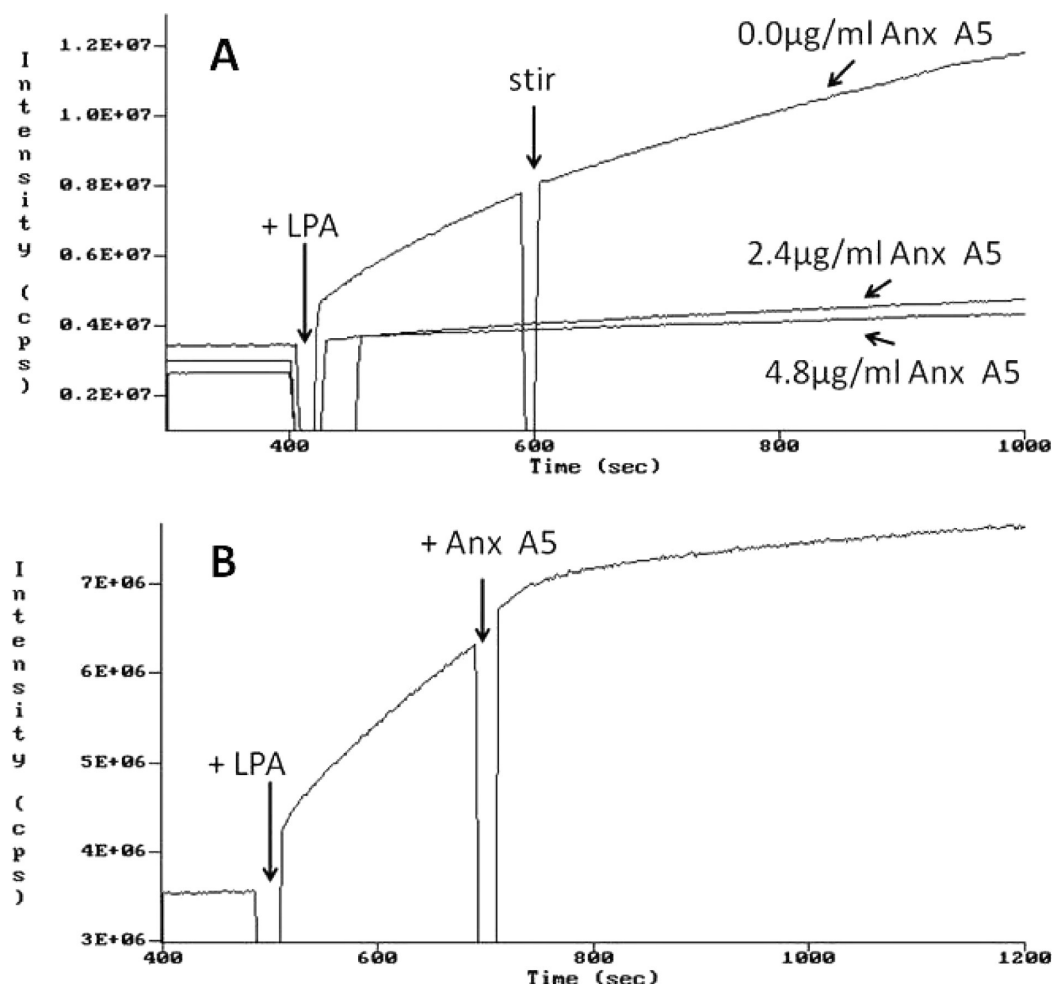 A
0.0µg/ml Anx A5
stir
+ LPA
2.4µg/ml Anx A5
4.8µg/ml Anx A5
Intensity (cps)
1.2E+07
1.0E+07
0.8E+07
0.6E+07
0.4E+07
0.2E+07
400 600 800 1000
Time (sec)
B
+ Anx A5
+ LPA
Intensity (cps)
7E+06
6E+06
5E+06
4E+06
3E+06
400 600 800 1000 1200
Time (sec)